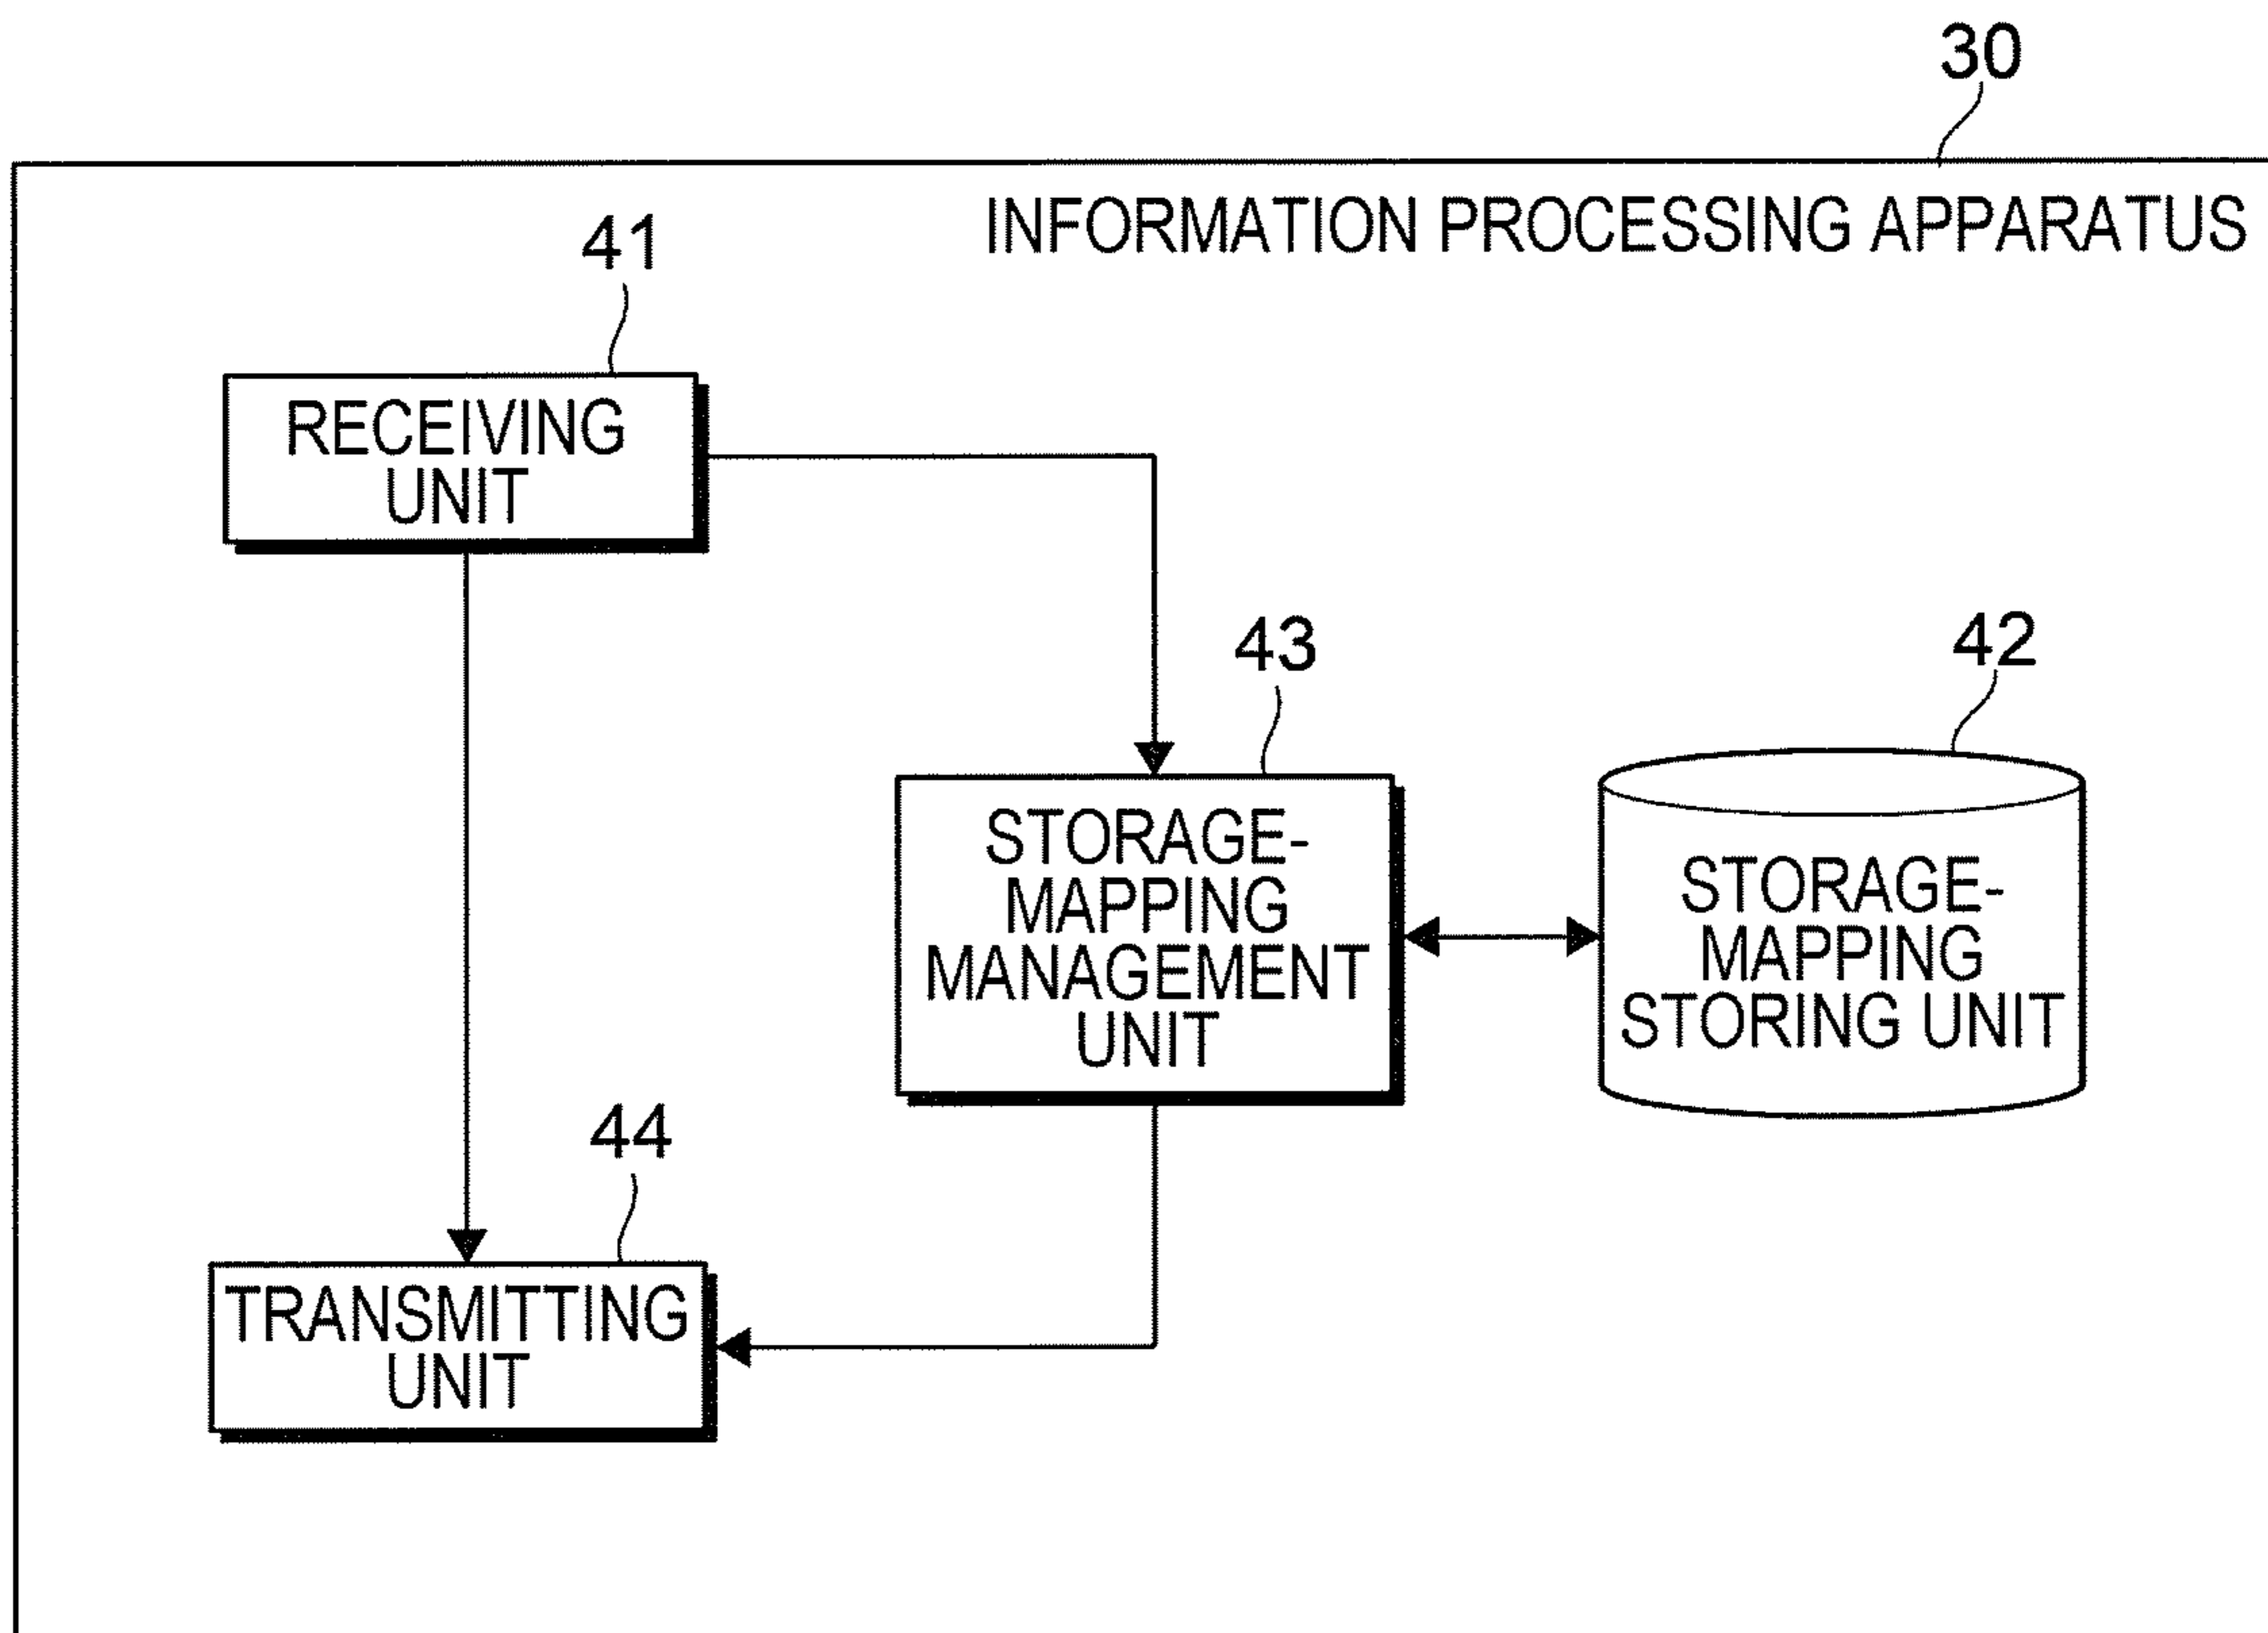 30
INFORMATION PROCESSING APPARATUS
41
RECEIVING
UNIT
43
STORAGE-
MAPPING
MANAGEMENT
UNIT
42
STORAGE-
MAPPING
STORING UNIT
44
TRANSMITTING
UNIT